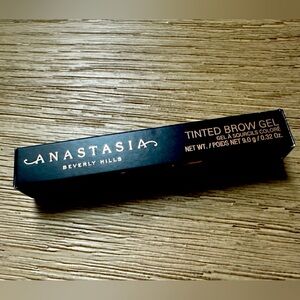 ANASTASIA
BEVERLY HILLS
TINTED BROW GEL
GEL À SOURCILS COLORÉ
NET WT. / POIDS NET 9.0 g / 0.32 Oz.